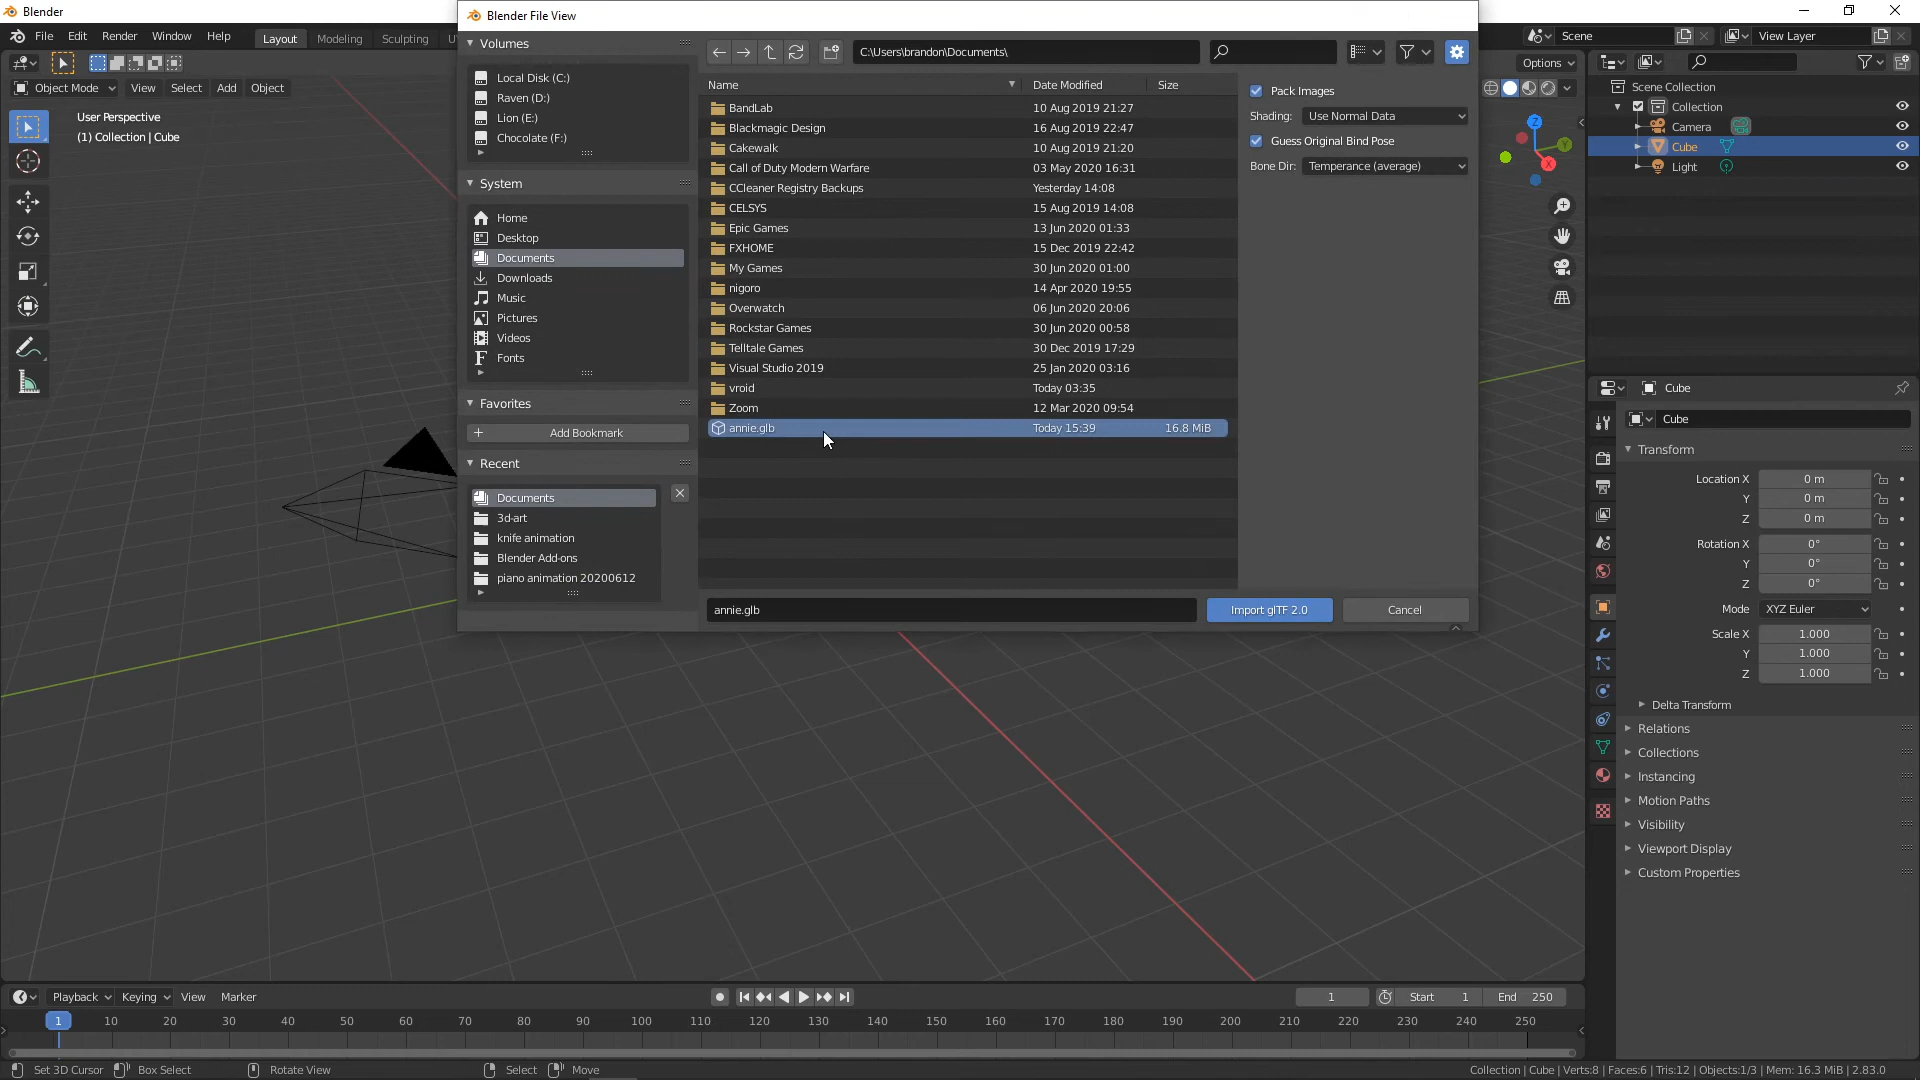 Blender
Blender File View
File Edit Render Window Help
Layout Modeling Sculpting
Scene
View Layer
Object Mode View Select Add Object
User Perspective
(1) Collection | Cube
Volumes
Local Disk (C:)
Raven (D:)
Lion (E:)
Chocolate (F:)
System
Home
Desktop
Documents
Downloads
Music
Pictures
Videos
Fonts
Favorites
Add Bookmark
Recent
Documents
3d-art
knife animation
Blender Add-ons
piano animation 20200612
C:\Users\brandon\Documents\
Name Date Modified Size
BandLab 10 Aug 2019 21:27
Blackmagic Design 16 Aug 2019 22:47
Cakewalk 10 Aug 2019 21:20
Call of Duty Modern Warfare 03 May 2020 16:31
CCleaner Registry Backups Yesterday 14:08
CELSYS 15 Aug 2019 14:08
Epic Games 13 Jun 2020 01:33
FXHOME 15 Dec 2019 22:42
My Games 30 Jun 2020 01:00
nigoro 14 Apr 2020 19:55
Overwatch 06 Jun 2020 20:06
Rockstar Games 30 Jun 2020 00:58
Telltale Games 30 Dec 2019 17:29
Visual Studio 2019 25 Jan 2020 03:16
vroid Today 03:35
Zoom 12 Mar 2020 09:54
annie.glb Today 15:39 16.8 MiB
annie.glb
Import glTF 2.0
Cancel
Pack Images
Shading: Use Normal Data
Guess Original Bind Pose
Bone Dir: Temperance (average)
Options
Z
Y
X
Scene Collection
Collection
Camera
Cube
Light
Cube
Cube
Transform
Location X 0 m
Y 0 m
Z 0 m
Rotation X 0°
Y 0°
Z 0°
Mode XYZ Euler
Scale X 1.000
Y 1.000
Z 1.000
Delta Transform
Relations
Collections
Instancing
Motion Paths
Visibility
Viewport Display
Custom Properties
Playback Keying View Marker
1 Start 1 End 250
1 10 20 30 40 50 60 70 80 90 100 110 120 130 140 150 160 170 180 190 200 210 220 230 240 250
Set 3D Cursor Box Select Rotate View Select Move
Collection | Cube | Verts:8 | Faces:6 | Tris:12 | Objects:1/3 | Mem: 16.3 MiB | 2.83.0